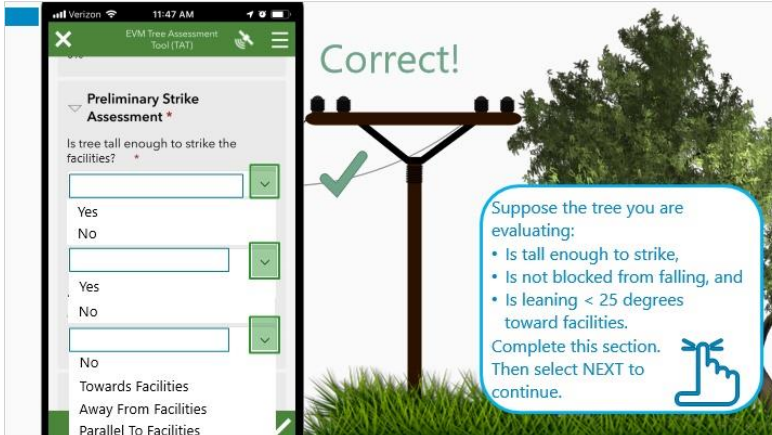 Verizon 11:47 AM
EVM Tree Assessment
Tool (TAT)
Preliminary Strike
Assessment *
Is tree tall enough to strike the
facilities? *
Yes
No
Yes
No
No
Towards Facilities
Away From Facilities
Parallel To Facilities
Correct!
Suppose the tree you are
evaluating:
• Is tall enough to strike,
• Is not blocked from falling, and
• Is leaning < 25 degrees
toward facilities.
Complete this section.
Then select NEXT to
continue.